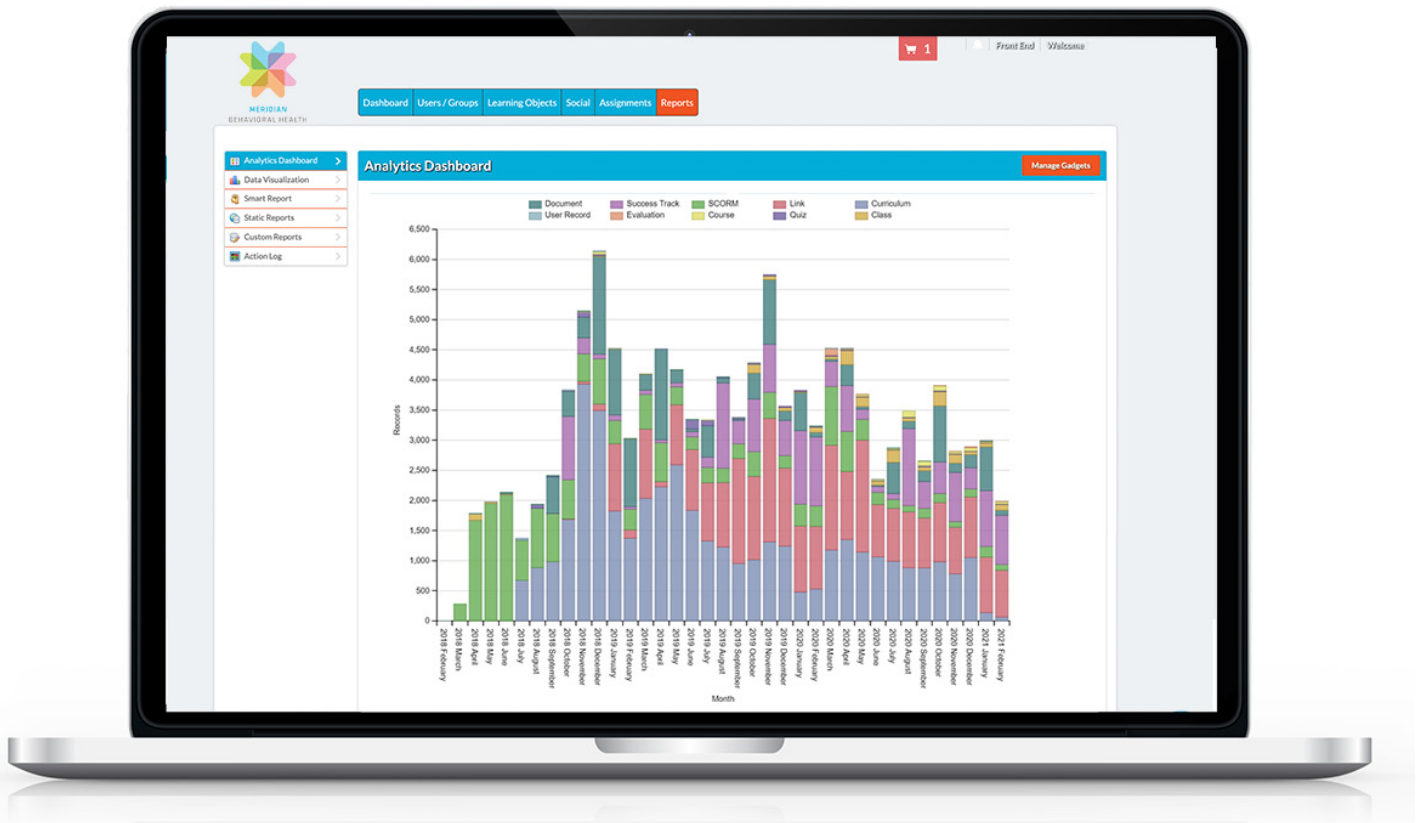 1
Front End
Welcome
MERIDIAN
BEHAVIORAL HEALTH
Dashboard Users / Groups Learning Objects Social Assignments Reports
Analytics Dashboard
Data Visualization
Smart Report
Static Reports
Custom Reports
Action Log
Analytics Dashboard
Manage Gadgets
Document Success Track SCORM Link Curriculum
User Record Evaluation Course Quiz Class
6,500
6,000
5,500
5,000
4,500
4,000
3,500
3,000
2,500
2,000
1,500
1,000
500
0
Records
2018 February
2018 March
2018 April
2018 May
2018 June
2018 July
2018 August
2018 September
2018 October
2018 November
2018 December
2019 January
2019 February
2019 March
2019 April
2019 May
2019 June
2019 July
2019 August
2019 September
2019 October
2019 November
2019 December
2020 January
2020 February
2020 March
2020 April
2020 May
2020 June
2020 July
2020 August
2020 September
2020 October
2020 November
2020 December
2021 January
2021 February
Month